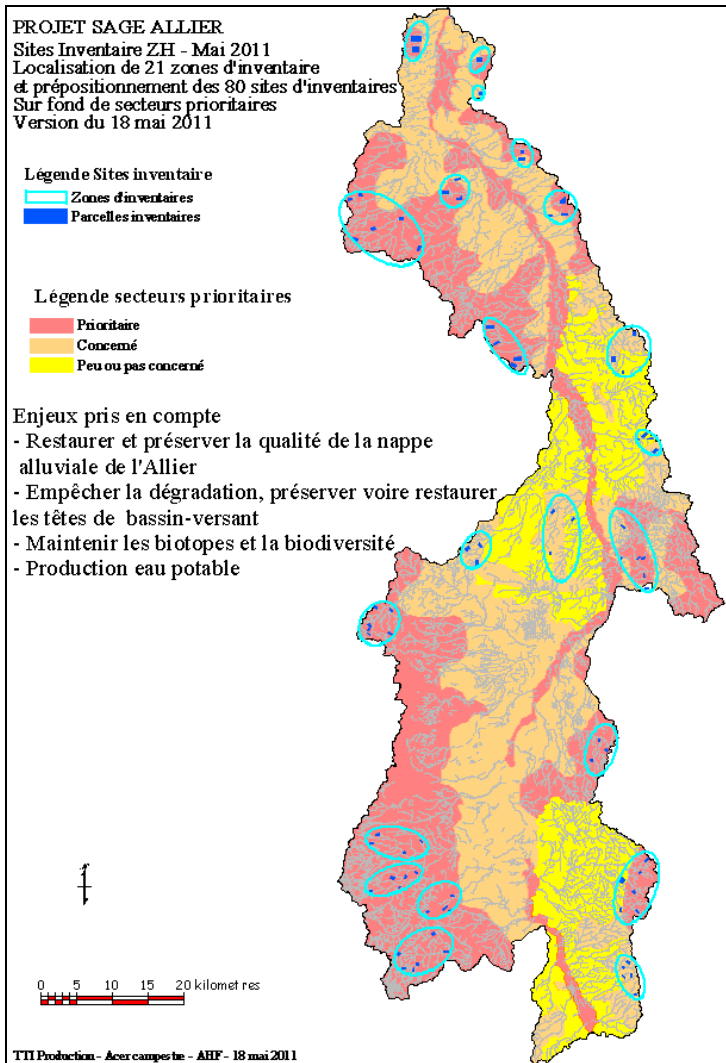 PROJET SAGE ALLIER
Sites Inventaire ZH - Mai 2011
Localisation de 21 zones d'inventaire
et prépositionnement des 80 sites d'inventaires
Sur fond de secteurs prioritaires
Version du 18 mai 2011
Légende Sites inventaire
Zones d'inventaires
Parcelles inventaires
Légende secteurs prioritaires
Prioritaire
Concerné
Peu ou pas concerné
Enjeux pris en compte
- Restaurer et préserver la qualité de la nappe
alluviale de l'Allier
- Empêcher la dégradation, préserver voire restaurer
les têtes de bassin-versant
- Maintenir les biotopes et la biodiversité
- Production eau potable
0 5 10 15 20 kilometres
TTI Production - Acer campestre - AHF - 18 mai 2011